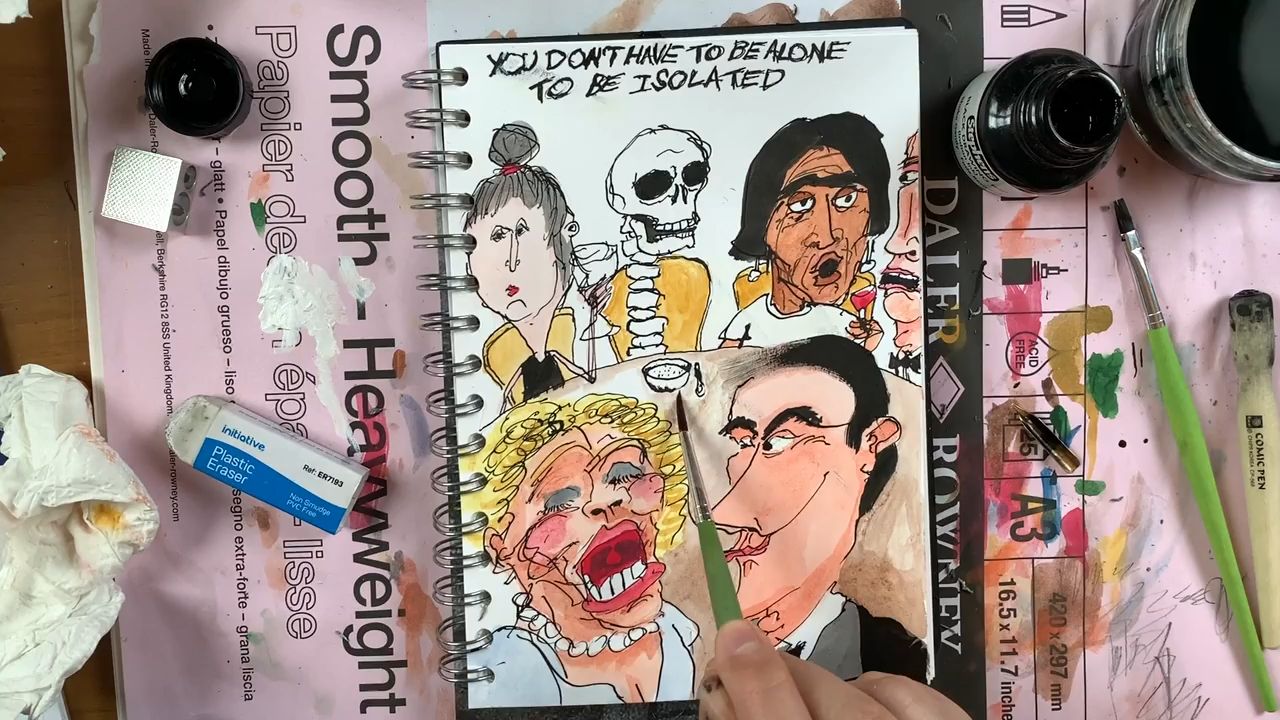 YOU DON'T HAVE TO BE ALONE
TO BE ISOLATED
Smooth - Heavyweight
Papier de
lisse
- glatt • Papel dibujo grueso - liso
segno extra-forte - grana liscia
initiative
Plastic
Eraser
Ref: ER7193
Non Smudge
PVC Free
DALER ROWNEY
ACID
FREE
A3
420 x 297 mm
16.5 x 11.7 inche
COMIC PEN